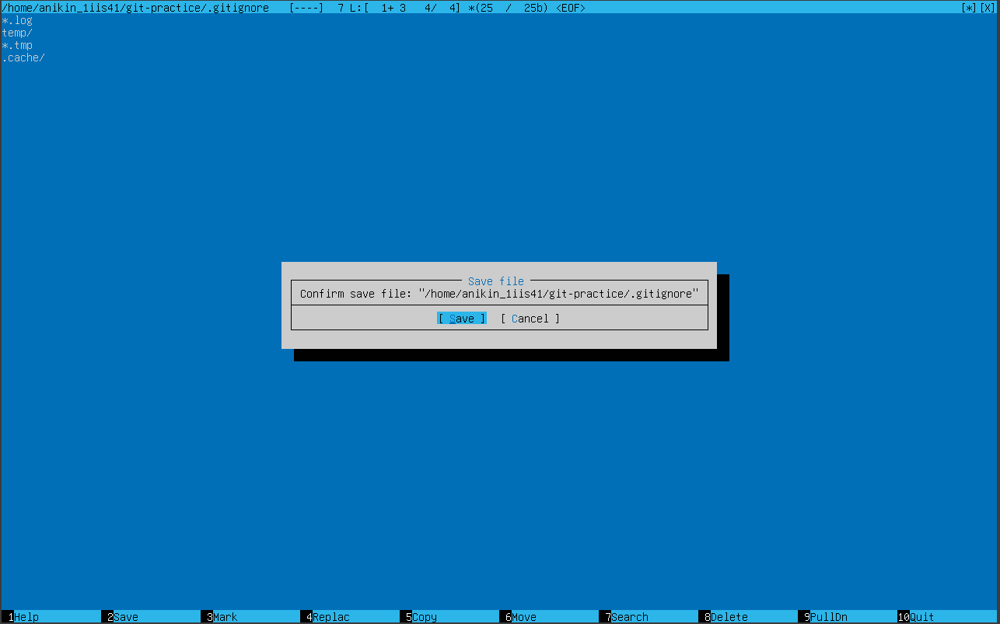 /home/anikin_1iis41/git-practice/.gitignore   [----]  7 L:[  1+ 3   4/  4] *(25  /  25b) <EOF>   [*][X]
*.log
temp/
*.tmp
.cache/
Save file
Confirm save file: "/home/anikin_1iis41/git-practice/.gitignore"
[ Save ]  [ Cancel ]
1Help  2Save  3Mark  4Replac  5Copy  6Move  7Search  8Delete  9PullDn  10Quit